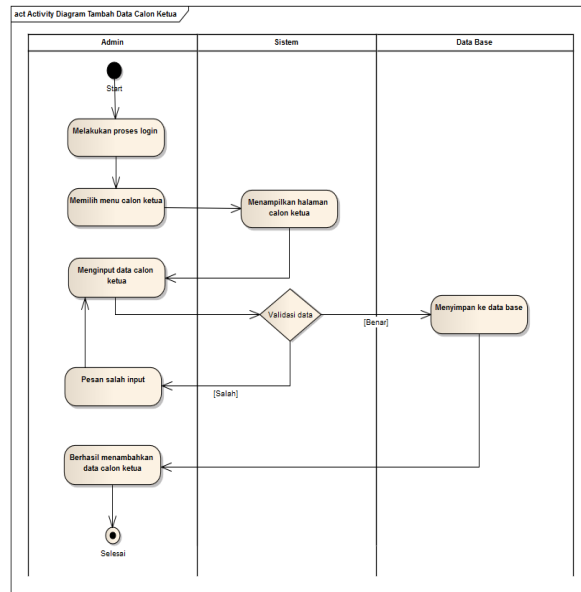 act Activity Diagram Tambah Data Calon Ketua
Admin
Sistem
Data Base
Start
Melakukan proses login
Memilih menu calon ketua
Menampilkan halaman
calon ketua
Menginput data calon
ketua
Validasi data
[Benar]
Menyimpan ke data base
Pesan salah input
[Salah]
Berhasil menambahkan
data calon ketua
Selesai